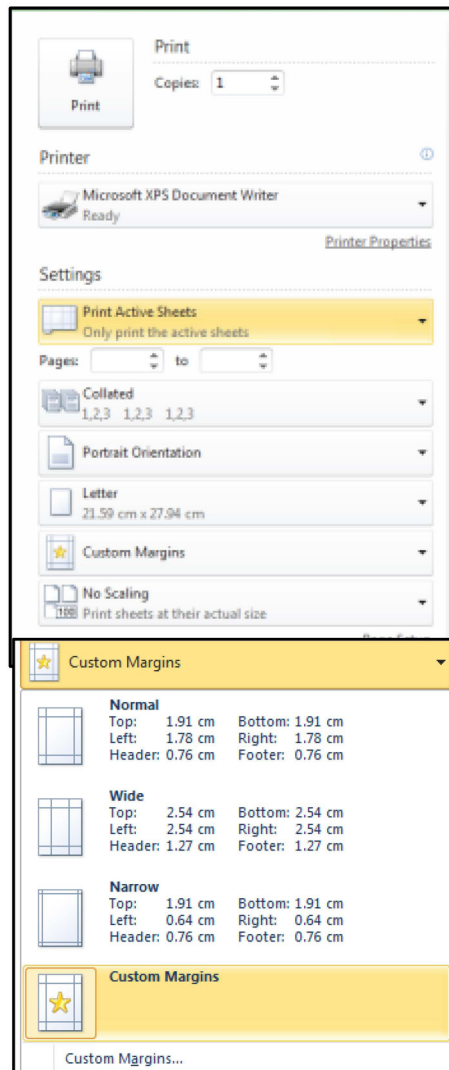 Print
Copies: 1
Print
Printer
Microsoft XPS Document Writer
Ready
Printer Properties
Settings
Print Active Sheets
Only print the active sheets
Pages: to
Collated
1,2,3 1,2,3 1,2,3
Portrait Orientation
Letter
21.59 cm x 27.94 cm
Custom Margins
No Scaling
100 Print sheets at their actual size
Custom Margins
Normal
Top: 1.91 cm Bottom: 1.91 cm
Left: 1.78 cm Right: 1.78 cm
Header: 0.76 cm Footer: 0.76 cm
Wide
Top: 2.54 cm Bottom: 2.54 cm
Left: 2.54 cm Right: 2.54 cm
Header: 1.27 cm Footer: 1.27 cm
Narrow
Top: 1.91 cm Bottom: 1.91 cm
Left: 0.64 cm Right: 0.64 cm
Header: 0.76 cm Footer: 0.76 cm
Custom Margins
Custom Margins...